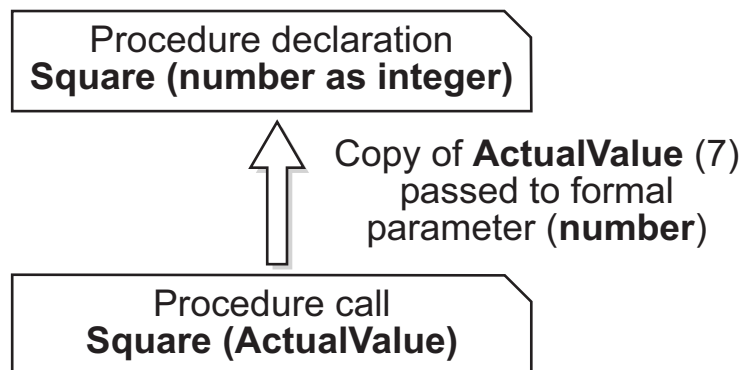 Procedure declaration
Square (number as integer)
Copy of ActualValue (7)
passed to formal
parameter (number)
Procedure call
Square (ActualValue)